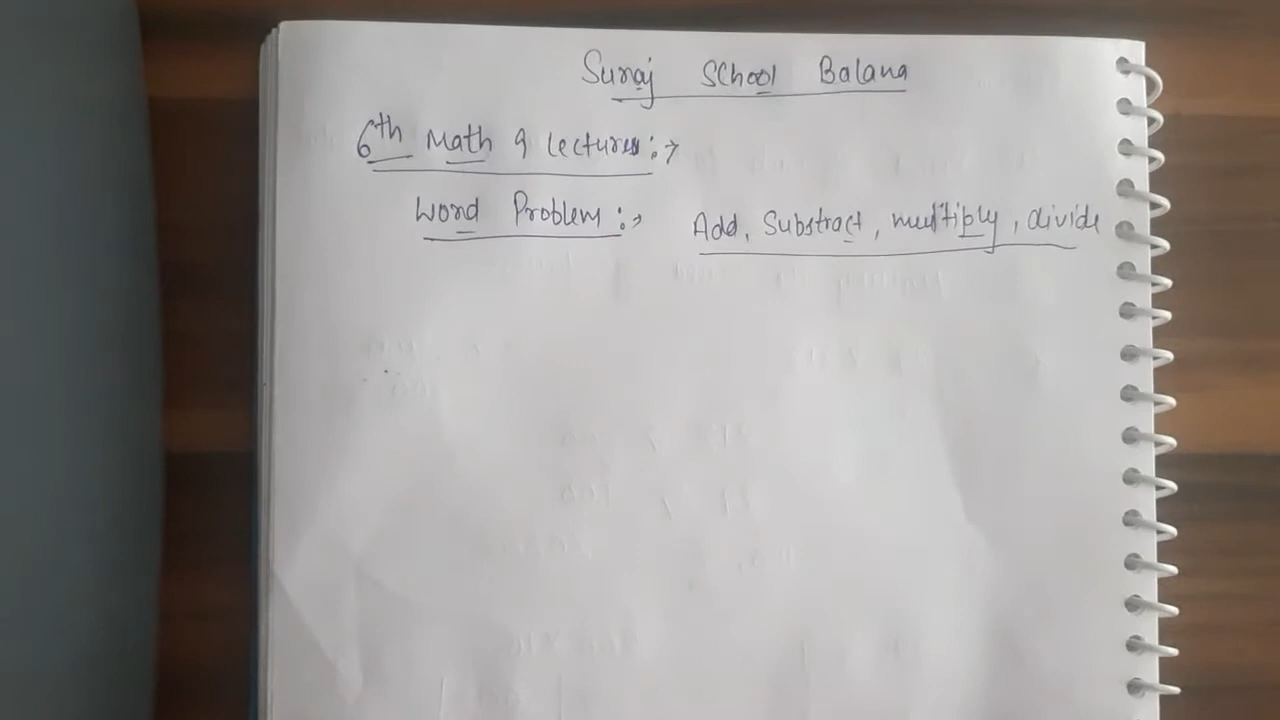 Suraj School Balana
6th Math 9 Lectures :->
Word Problem :-> Add, Substract, multiply, divide